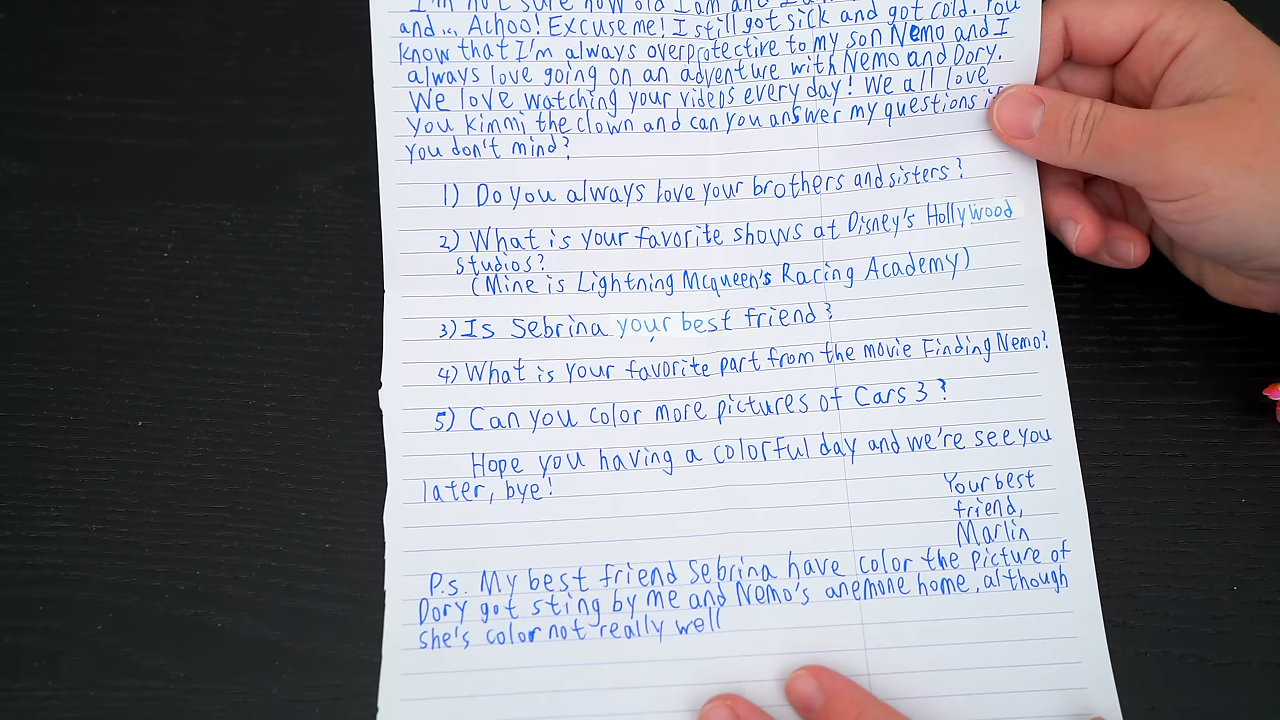 I'm not sure how old I am and I
and... Achoo! Excuse me! I still got sick and got cold. You
know that I'm always overprotective to my son Nemo and I
always love going on an adventure with Nemo and Dory.
We love watching your videos every day! We all love
you kimmi the clown and can you answer my questions if
you don't mind?
1) Do you always love your brothers and sisters?
2) What is your favorite shows at Disney's Hollywood
studios?
(Mine is Lightning Mcqueen's Racing Academy)
3) Is Sebrina your best friend?
4) What is your favorite part from the movie Finding Nemo?
5) Can you color more pictures of Cars 3?
Hope you having a colorful day and we're see you
later, bye!
Your best
friend,
Marlin
P.s. My best friend Sebrina have color the picture of
Dory got sting by me and Nemo's anemone home, although
she's color not really well